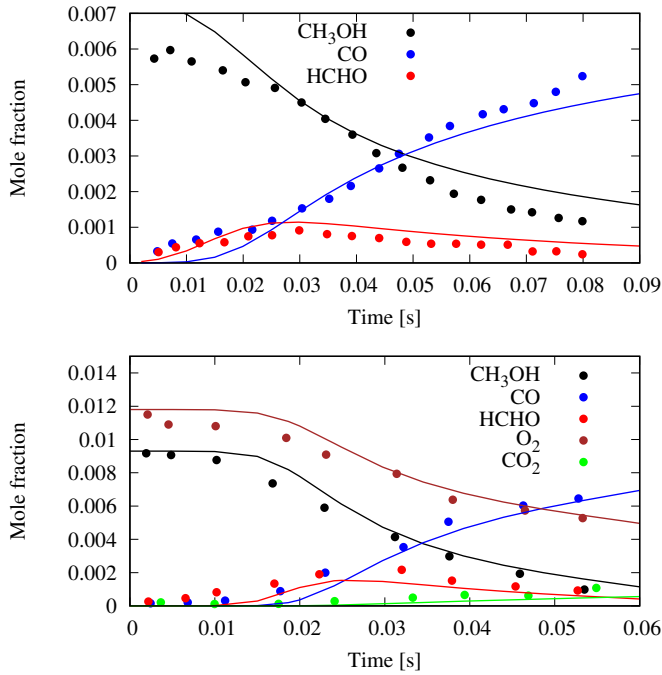 0.007
0.006
0.005
0.004
0.003
0.002
0.001
0
Mole fraction
CH₃OH
CO
HCHO
0 0.01 0.02 0.03 0.04 0.05 0.06 0.07 0.08 0.09
Time [s]
0.014
0.012
0.01
0.008
0.006
0.004
0.002
0
Mole fraction
CH₃OH
CO
HCHO
O₂
CO₂
0 0.01 0.02 0.03 0.04 0.05 0.06
Time [s]